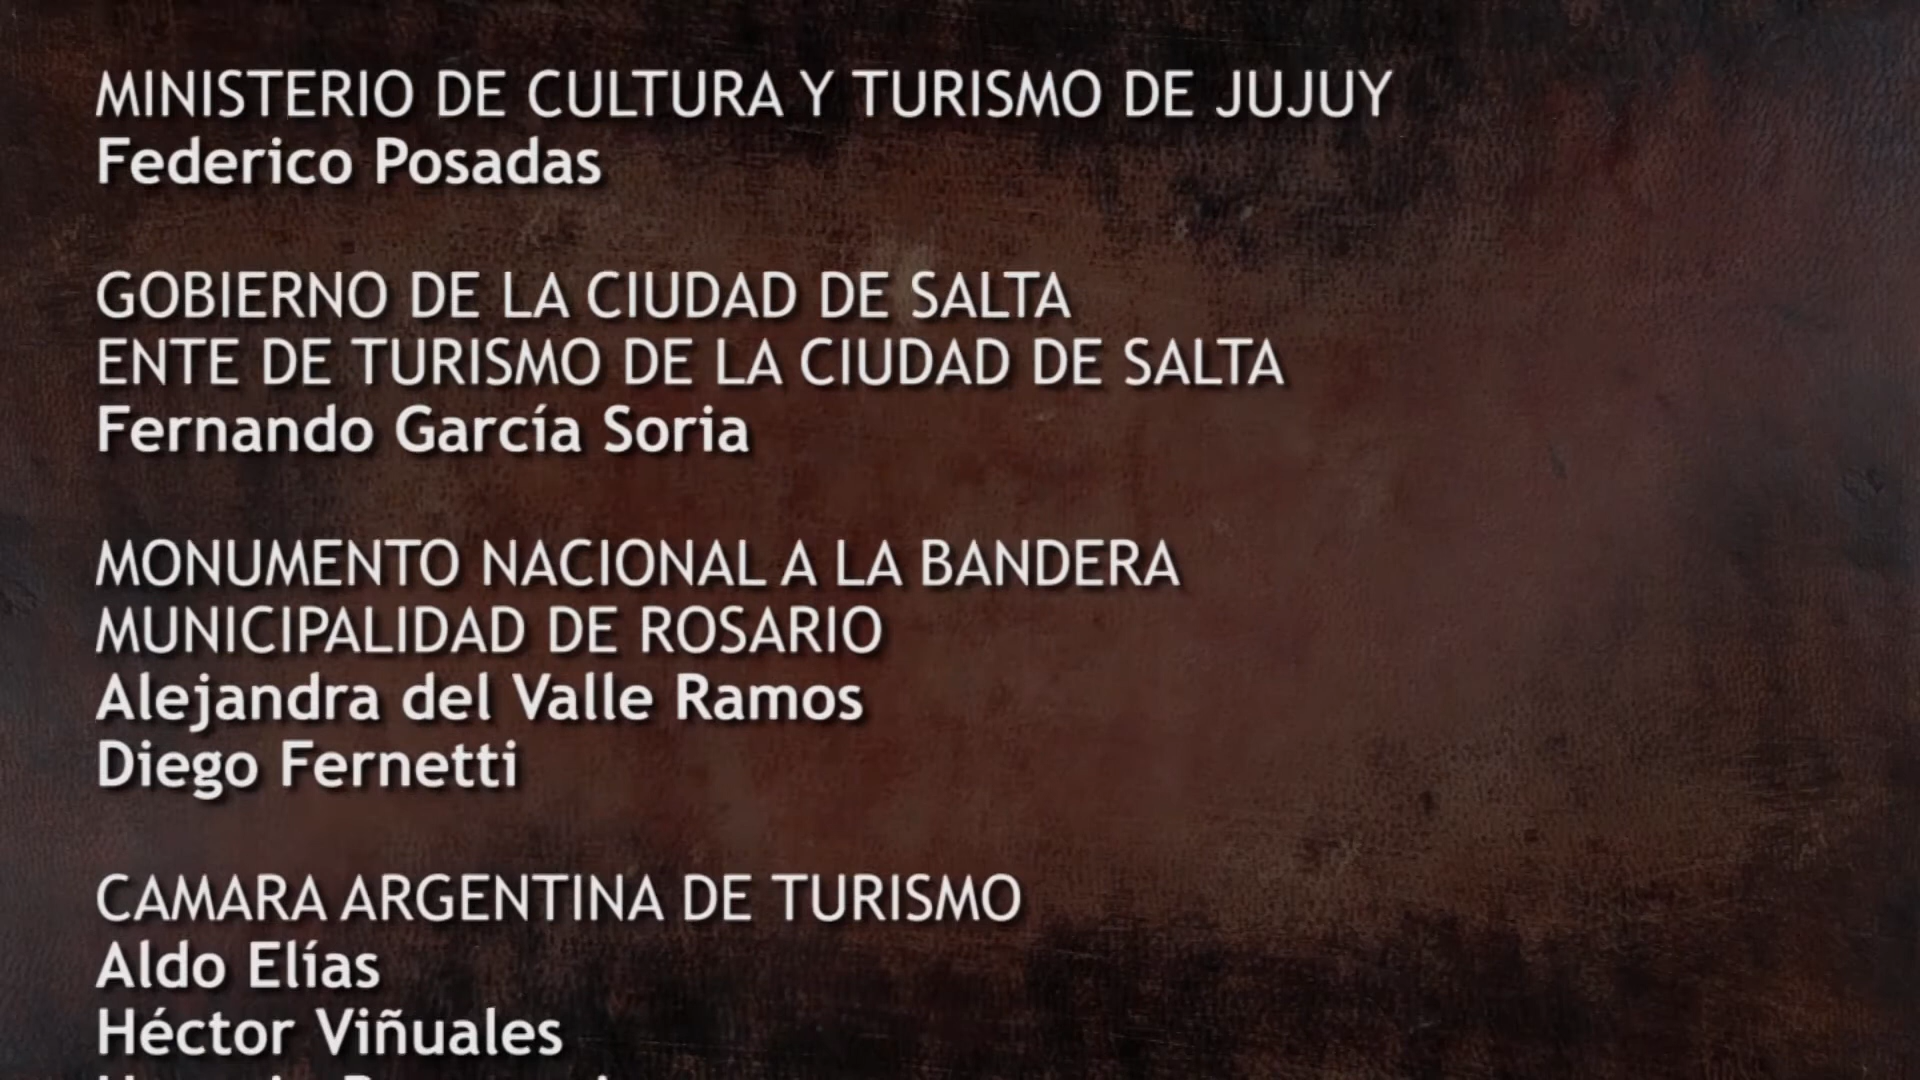 MINISTERIO DE CULTURA Y TURISMO DE JUJUY
Federico Posadas
GOBIERNO DE LA CIUDAD DE SALTA
ENTE DE TURISMO DE LA CIUDAD DE SALTA
Fernando García Soria
MONUMENTO NACIONAL A LA BANDERA
MUNICIPALIDAD DE ROSARIO
Alejandra del Valle Ramos
Diego Fernetti
CAMARA ARGENTINA DE TURISMO
Aldo Elías
Héctor Viñuales